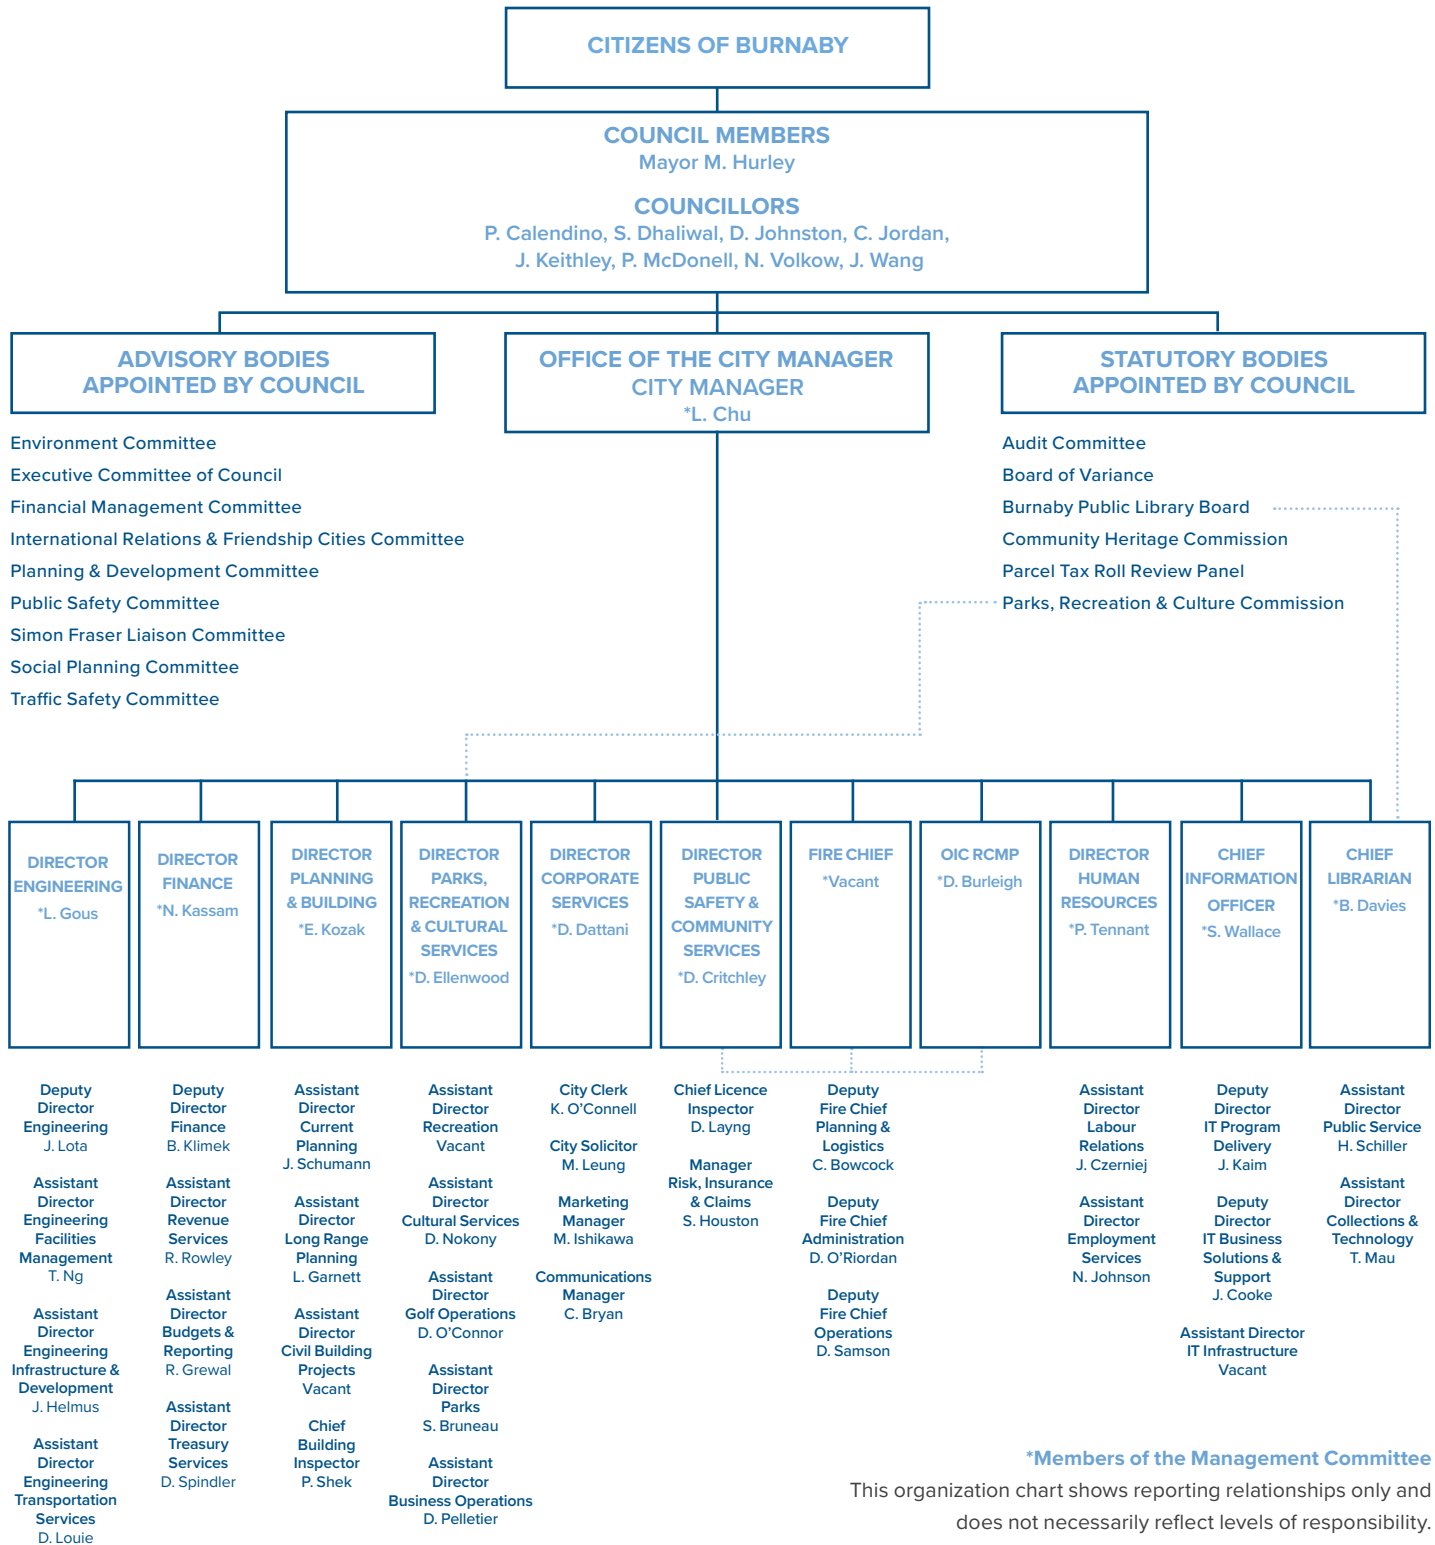 CITIZENS OF BURNABY
COUNCIL MEMBERS
Mayor M. Hurley
COUNCILLORS
P. Calendino, S. Dhaliwal, D. Johnston, C. Jordan,
J. Keithley, P. McDonell, N. Volkow, J. Wang
ADVISORY BODIES
APPOINTED BY COUNCIL
Environment Committee
Executive Committee of Council
Financial Management Committee
International Relations & Friendship Cities Committee
Planning & Development Committee
Public Safety Committee
Simon Fraser Liaison Committee
Social Planning Committee
Traffic Safety Committee
OFFICE OF THE CITY MANAGER
CITY MANAGER
*L. Chu
STATUTORY BODIES
APPOINTED BY COUNCIL
Audit Committee
Board of Variance
Burnaby Public Library Board
Community Heritage Commission
Parcel Tax Roll Review Panel
Parks, Recreation & Culture Commission
DIRECTOR
ENGINEERING
*L. Gous
Deputy
Director
Engineering
J. Lota
Assistant
Director
Engineering
Facilities
Management
T. Ng
Assistant
Director
Engineering
Infrastructure &
Development
J. Helmus
Assistant
Director
Engineering
Transportation
Services
D. Louie
DIRECTOR
FINANCE
*N. Kassam
Deputy
Director
Finance
B. Klimek
Assistant
Director
Revenue
Services
R. Rowley
Assistant
Director
Budgets &
Reporting
R. Grewal
Assistant
Director
Treasury
Services
D. Spindler
DIRECTOR
PLANNING
& BUILDING
*E. Kozak
Assistant
Director
Current
Planning
J. Schumann
Assistant
Director
Long Range
Planning
L. Garnett
Assistant
Director
Civil Building
Projects
Vacant
Chief
Building
Inspector
P. Shek
DIRECTOR
PARKS,
RECREATION
& CULTURAL
SERVICES
*D. Ellenwood
Assistant
Director
Recreation
Vacant
Assistant
Director
Cultural Services
D. Nokony
Assistant
Director
Golf Operations
D. O'Connor
Assistant
Director
Parks
S. Bruneau
Assistant
Director
Business Operations
D. Pelletier
DIRECTOR
CORPORATE
SERVICES
*D. Dattani
City Clerk
K. O'Connell
City Solicitor
M. Leung
Marketing
Manager
M. Ishikawa
Communications
Manager
C. Bryan
DIRECTOR
PUBLIC
SAFETY &
COMMUNITY
SERVICES
*D. Critchley
Chief Licence
Inspector
D. Layng
Manager
Risk, Insurance
& Claims
S. Houston
FIRE CHIEF
*Vacant
Deputy
Fire Chief
Planning &
Logistics
C. Bowcock
Deputy
Fire Chief
Administration
D. O'Riordan
Deputy
Fire Chief
Operations
D. Samson
OIC RCMP
*D. Burleigh
DIRECTOR
HUMAN
RESOURCES
*P. Tennant
Assistant
Director
Labour
Relations
J. Czerniej
Assistant
Director
Employment
Services
N. Johnson
CHIEF
INFORMATION
OFFICER
*S. Wallace
Deputy
Director
IT Program
Delivery
J. Kaim
Deputy
Director
IT Business
Solutions &
Support
J. Cooke
Assistant Director
IT Infrastructure
Vacant
CHIEF
LIBRARIAN
*B. Davies
Assistant
Director
Public Service
H. Schiller
Assistant
Director
Collections &
Technology
T. Mau
*Members of the Management Committee
This organization chart shows reporting relationships only and
does not necessarily reflect levels of responsibility.